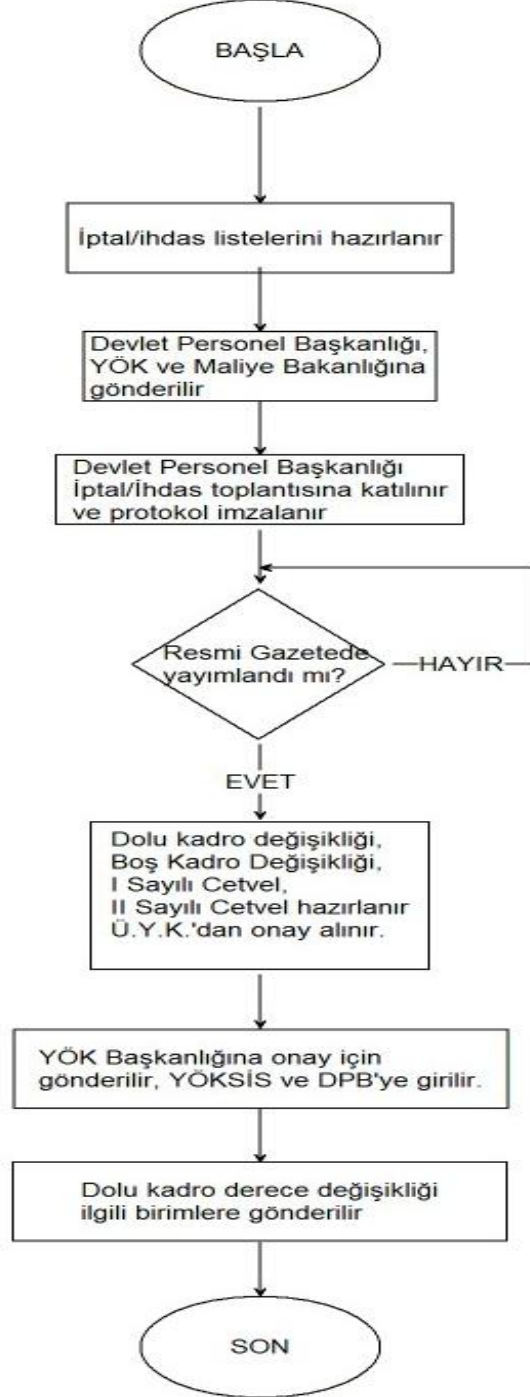 BAŞLA
İptal/ihdas listelerini hazırlanır
Devlet Personel Başkanlığı,
YÖK ve Maliye Bakanlığına
gönderilir
Devlet Personel Başkanlığı
İptal/İhdas toplantısına katılınır
ve protokol imzalanır
Resmi Gazetede
yayımlandı mı?
HAYIR
EVET
Dolu kadro değişikliği,
Boş Kadro Değişikliği,
I Sayılı Cetvel,
II Sayılı Cetvel hazırlanır
Ü.Y.K.'dan onay alınır.
YÖK Başkanlığına onay için
gönderilir, YÖKSİS ve DPB'ye girilir.
Dolu kadro derece değişikliği
ilgili birimlere gönderilir
SON